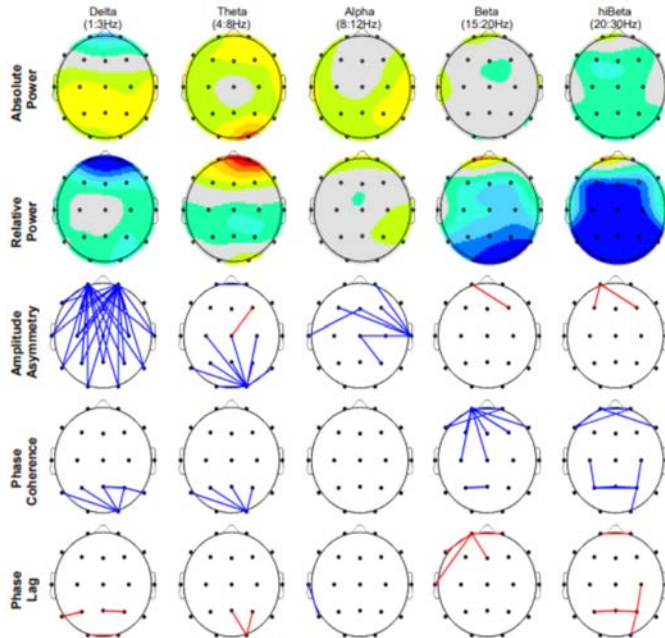 Delta
(1:3Hz)
Theta
(4:8Hz)
Alpha
(8:12Hz)
Beta
(15:20Hz)
hiBeta
(20:30Hz)
Absolute
Power
Relative
Power
Amplitude
Asymmetry
Phase
Coherence
Phase
Lag